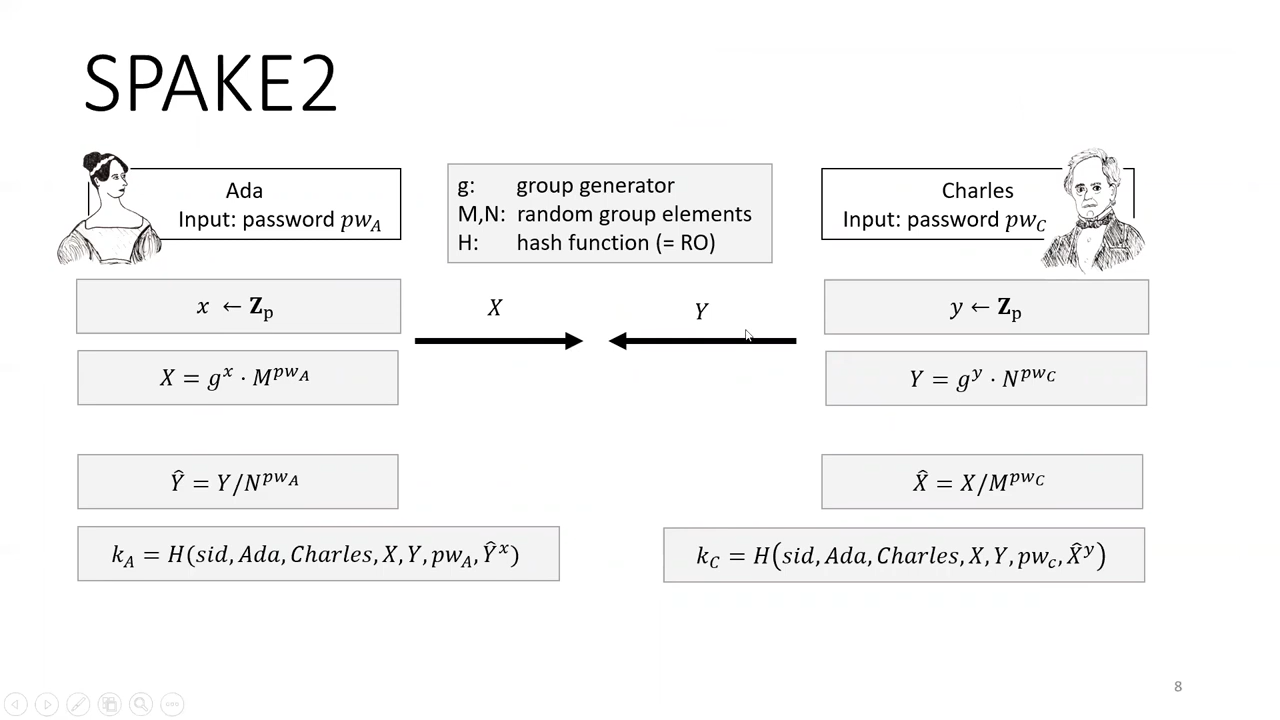 SPAKE2
Ada
Input: password 𝑝𝑤_A
g: group generator
M,N: random group elements
H: hash function (= RO)
Charles
Input: password 𝑝𝑤_C
𝑥 ← 𝐙_p
𝑋
𝑌
𝑦 ← 𝐙_p
𝑋 = 𝑔^𝑥 · 𝑀^{𝑝𝑤_A}
𝑌 = 𝑔^𝑦 · 𝑁^{𝑝𝑤_C}
Ŷ = 𝑌/𝑁^{𝑝𝑤_A}
X̂ = 𝑋/𝑀^{𝑝𝑤_C}
𝑘_A = 𝐻(𝑠𝑖𝑑, 𝐴𝑑𝑎, 𝐶ℎ𝑎𝑟𝑙𝑒𝑠, 𝑋, 𝑌, 𝑝𝑤_A, Ŷ^𝑥)
𝑘_C = 𝐻(𝑠𝑖𝑑, 𝐴𝑑𝑎, 𝐶ℎ𝑎𝑟𝑙𝑒𝑠, 𝑋, 𝑌, 𝑝𝑤_c, X̂^𝑦)
8